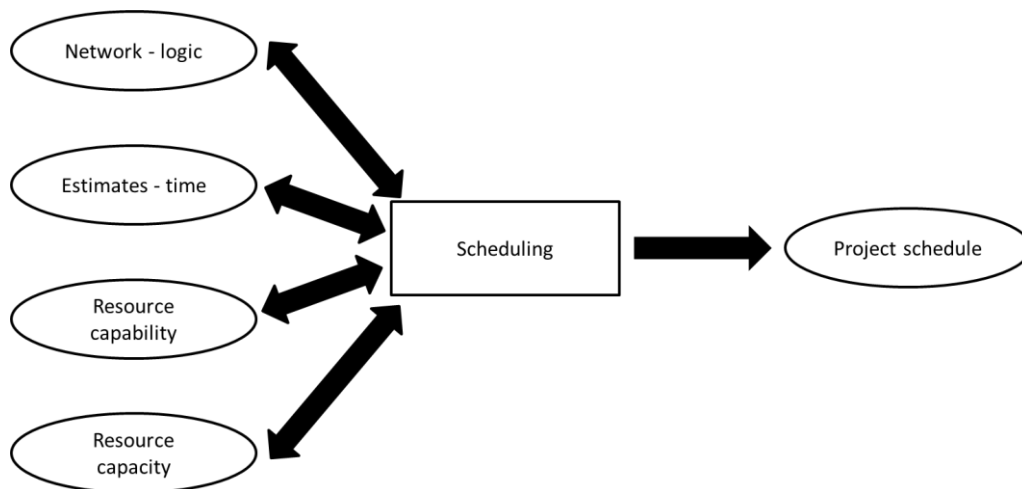 Network - logic
Estimates - time
Resource
capability
Resource
capacity
Scheduling
Project schedule